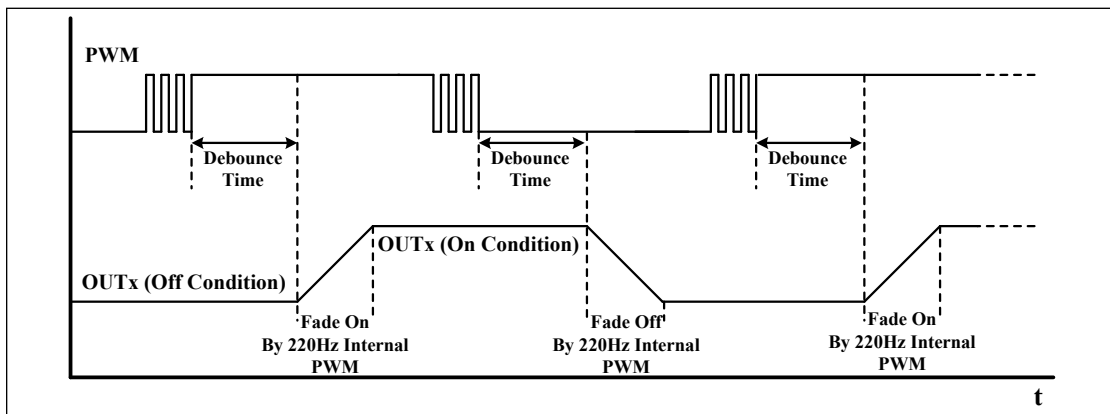 PWM
Debounce
Time
Debounce
Time
Debounce
Time
OUTx (Off Condition)
OUTx (On Condition)
Fade On
By 220Hz Internal
PWM
Fade Off
By 220Hz Internal
PWM
Fade On
By 220Hz Internal
PWM
t